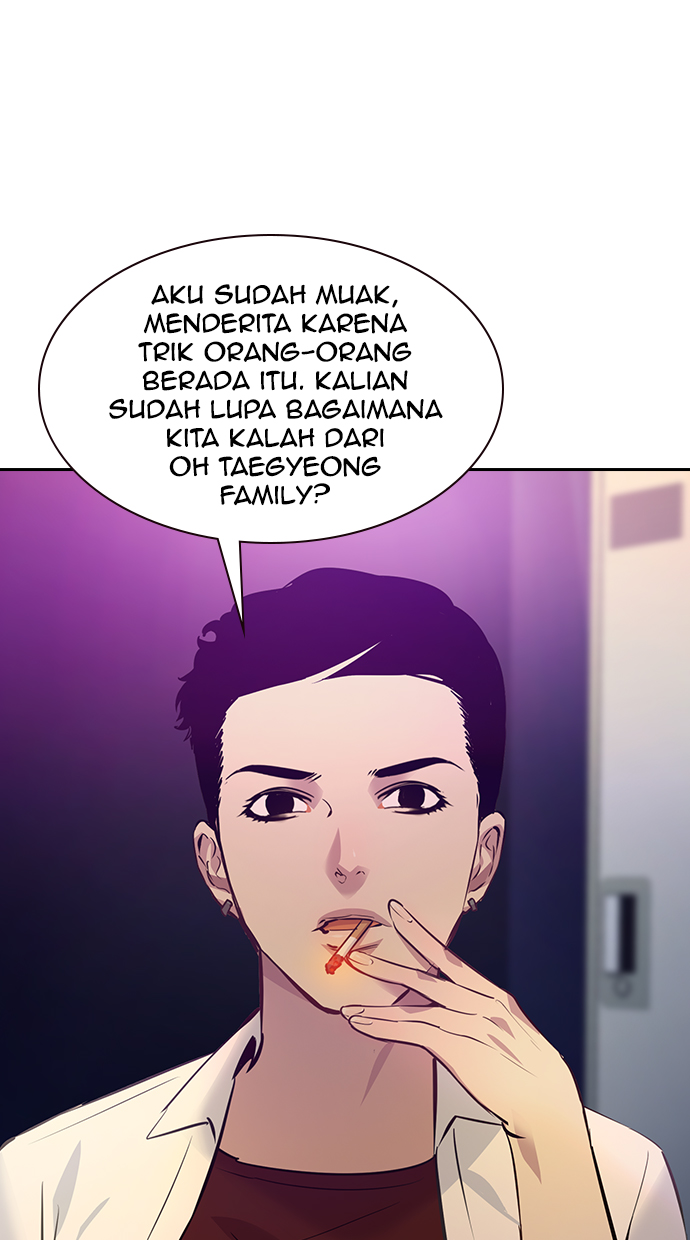 AKU SUDAH MUAK,
MENDERITA KARENA
TRIK ORANG-ORANG
BERADA ITU. KALIAN
SUDAH LUPA BAGAIMANA
KITA KALAH DARI
OH TAEGYEONG
FAMILY?